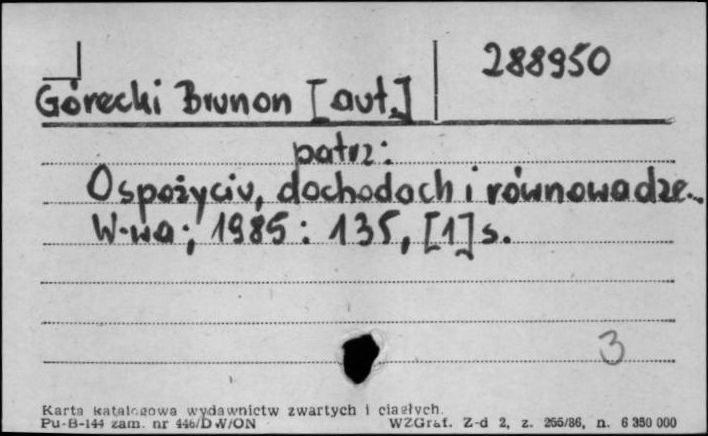 288950
Górecki Brunon [aut.]
patrz:
O spożyciu, dochodach i równowadze...
W-wa; 1985: 135, [1] s.
3
Karta katalogowa wydawnictw zwartych i ciągłych.
Pu-B-144 zam. nr 446/DW/ON WZGraf. Z-d 2, z. 266/86, n. 6 350 000